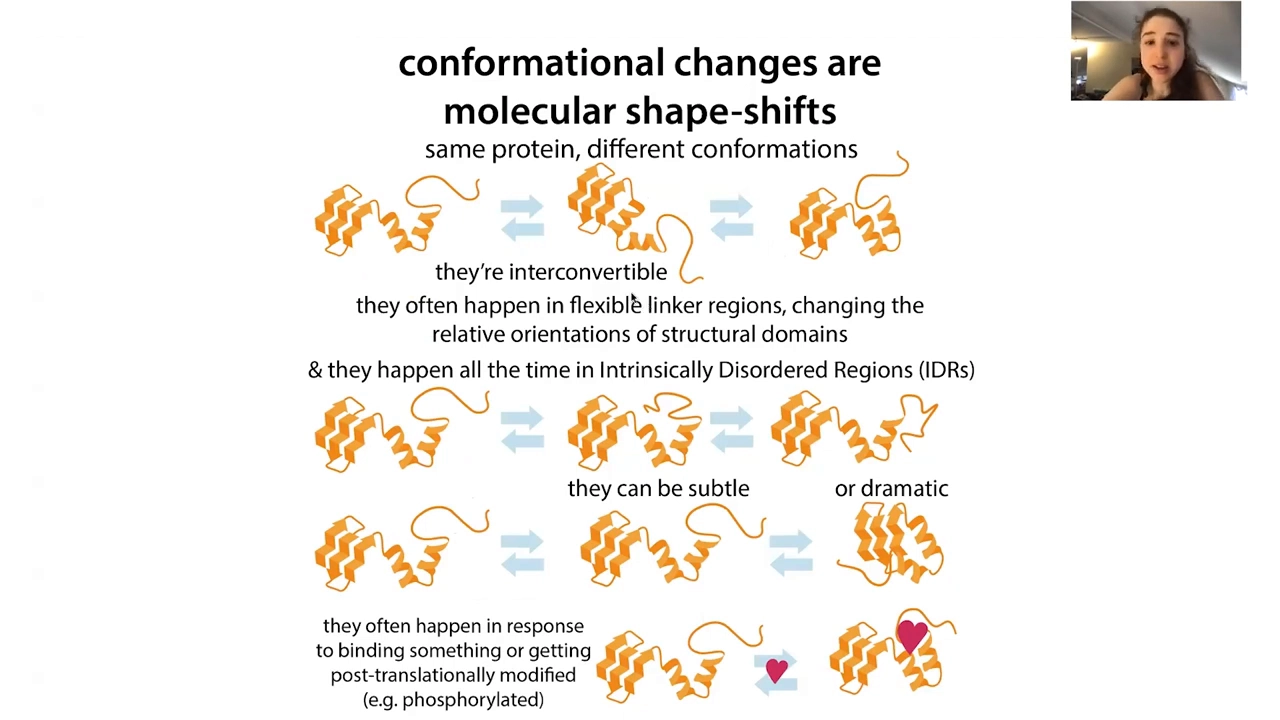 conformational changes are
molecular shape-shifts
same protein, different conformations
they're interconvertible
they often happen in flexible linker regions, changing the
relative orientations of structural domains
& they happen all the time in Intrinsically Disordered Regions (IDRs)
they can be subtle
or dramatic
they often happen in response
to binding something or getting
post-translationally modified
(e.g. phosphorylated)